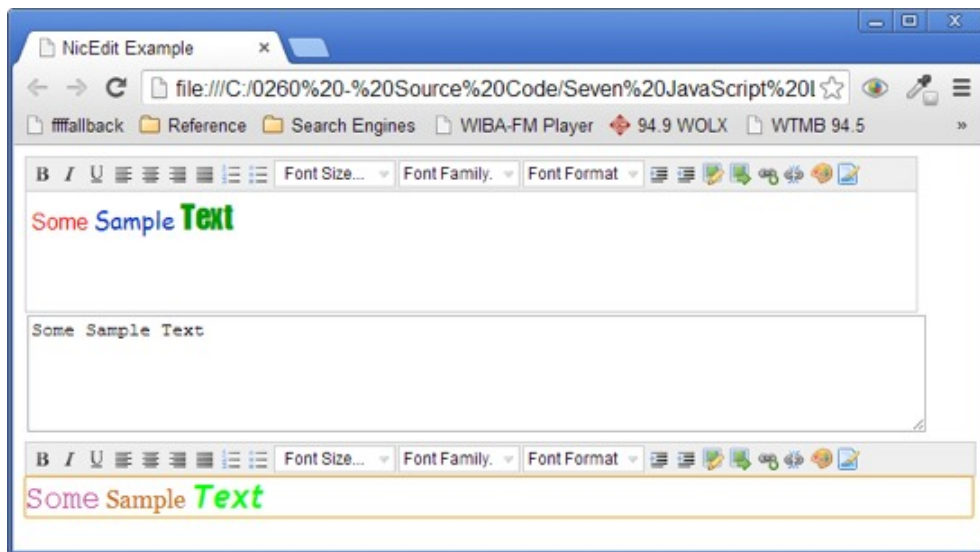 NicEdit Example
file:///C:/0260%20-%20Source%20Code/Seven%20JavaScript%20
ffffallback Reference Search Engines WIBA-FM Player 94.9 WOLX WTMB 94.5 »
B I U Font Size... Font Family. Font Format
Some Sample Text
Some Sample Text
B I U Font Size... Font Family. Font Format
Some Sample Text